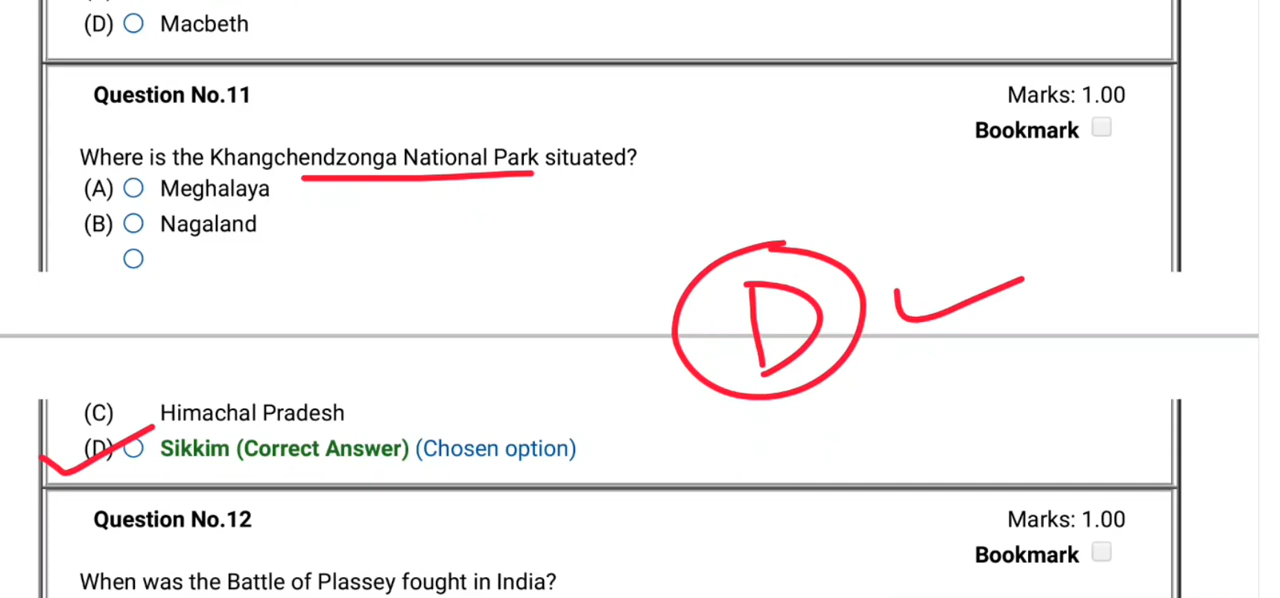 (D) Macbeth
Question No.11 Marks: 1.00
Bookmark
Where is the Khangchendzonga National Park situated?
(A) Meghalaya
(B) Nagaland
D
(C) Himachal Pradesh
(D) Sikkim (Correct Answer) (Chosen option)
Question No.12 Marks: 1.00
Bookmark
When was the Battle of Plassey fought in India?